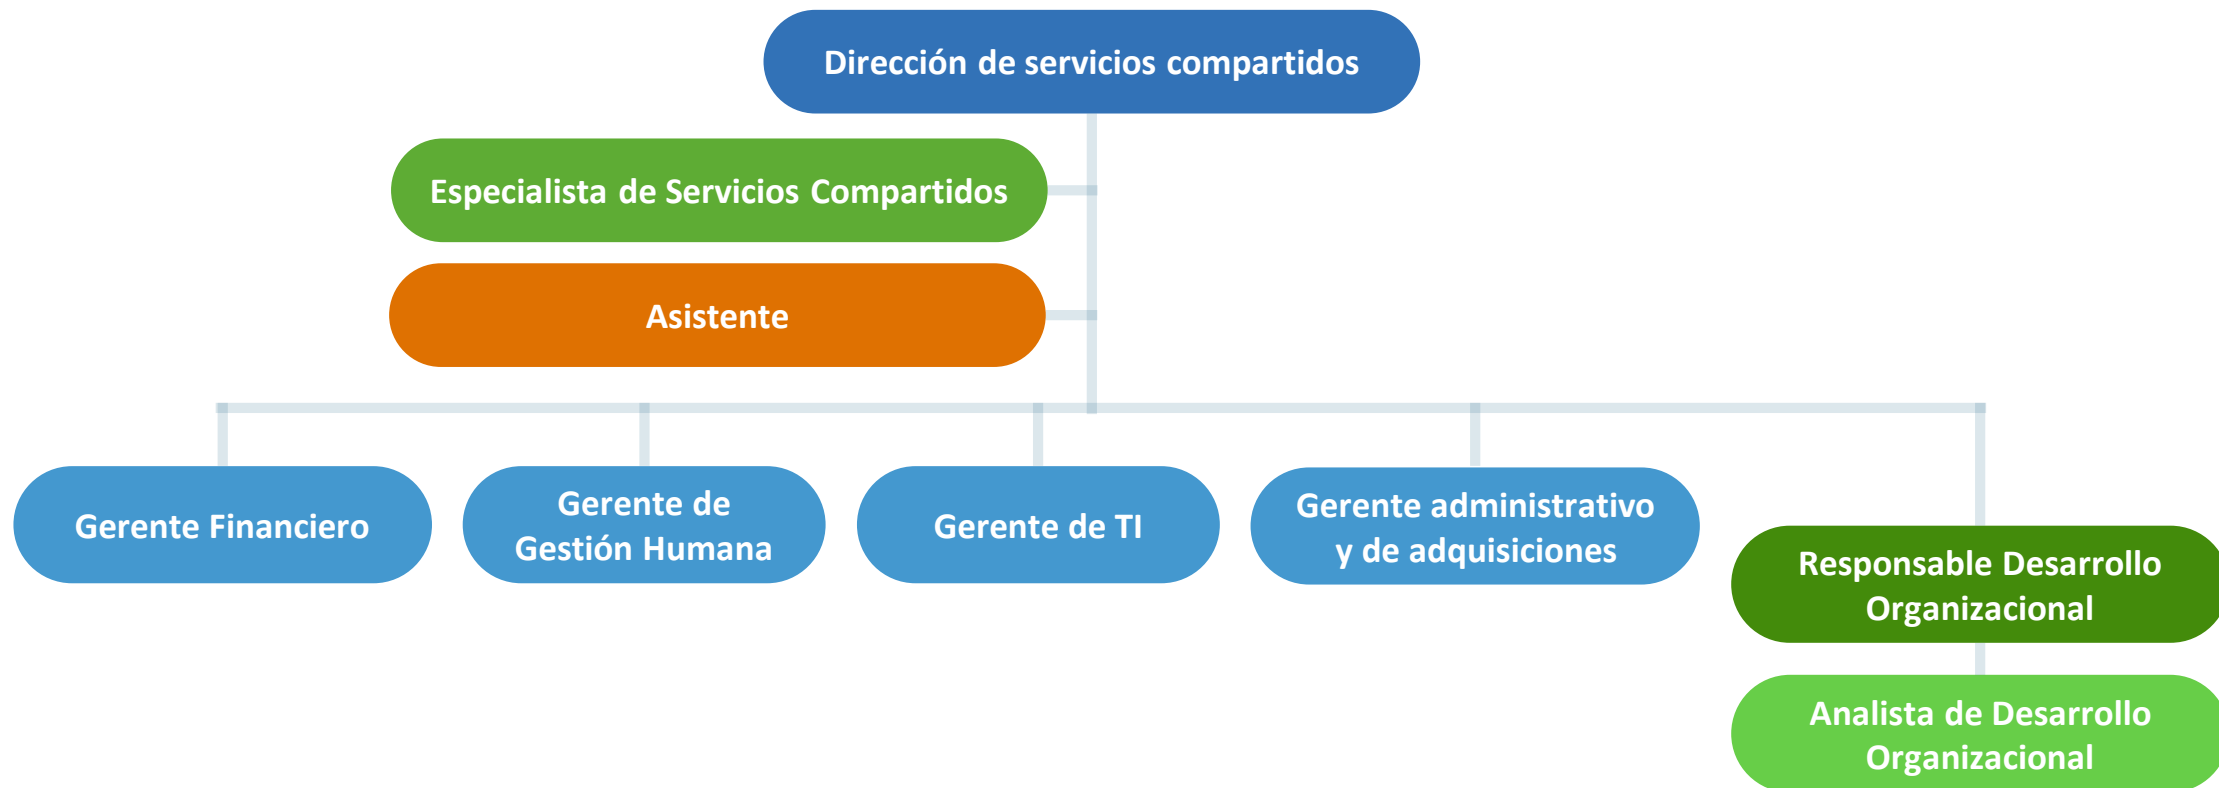 Dirección de servicios compartidos
Especialista de Servicios Compartidos
Asistente
Gerente Financiero
Gerente de
Gestión Humana
Gerente de TI
Gerente administrativo
y de adquisiciones
Responsable Desarrollo
Organizacional
Analista de Desarrollo
Organizacional